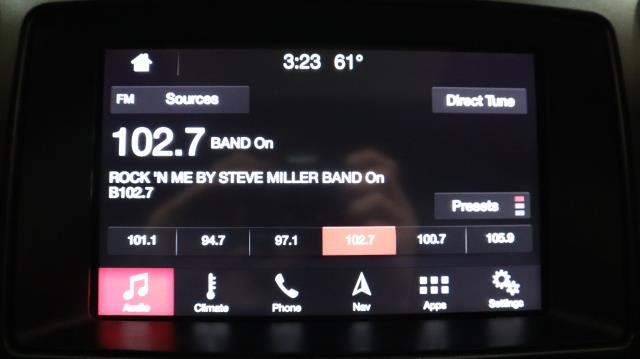 3:23 61°
FM Sources Direct Tune
102.7 BAND On
ROCK 'N ME BY STEVE MILLER BAND On
B102.7
Presets
101.1 94.7 97.1 102.7 100.7 105.9
Audio Climate Phone Nav Apps Settings